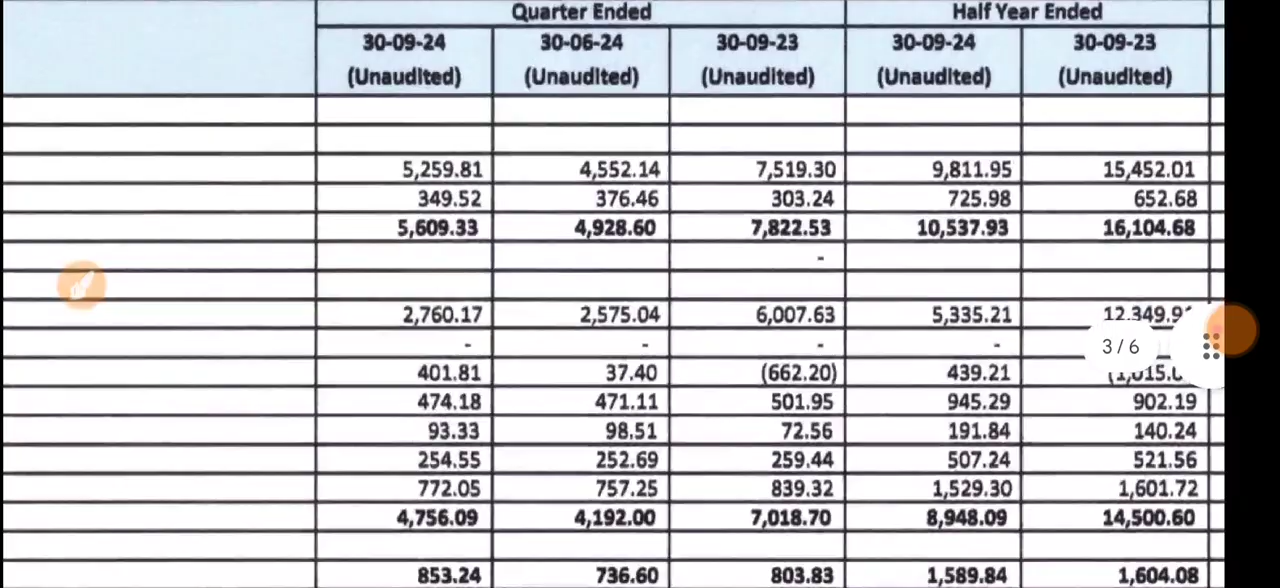 Quarter Ended Half Year Ended
30-09-24 30-06-24 30-09-23 30-09-24 30-09-23
(Unaudited) (Unaudited) (Unaudited) (Unaudited) (Unaudited)
5,259.81 4,552.14 7,519.30 9,811.95 15,452.01
349.52 376.46 303.24 725.98 652.68
5,609.33 4,928.60 7,822.53 10,537.93 16,104.68
-
2,760.17 2,575.04 6,007.63 5,335.21
- - - -
3 / 6
401.81 37.40 (662.20) 439.21
474.18 471.11 501.95 945.29 902.19
93.33 98.51 72.56 191.84 140.24
254.55 252.69 259.44 507.24 521.56
772.05 757.25 839.32 1,529.30 1,601.72
4,756.09 4,192.00 7,018.70 8,948.09 14,500.60
853.24 736.60 803.83 1,589.84 1,604.08